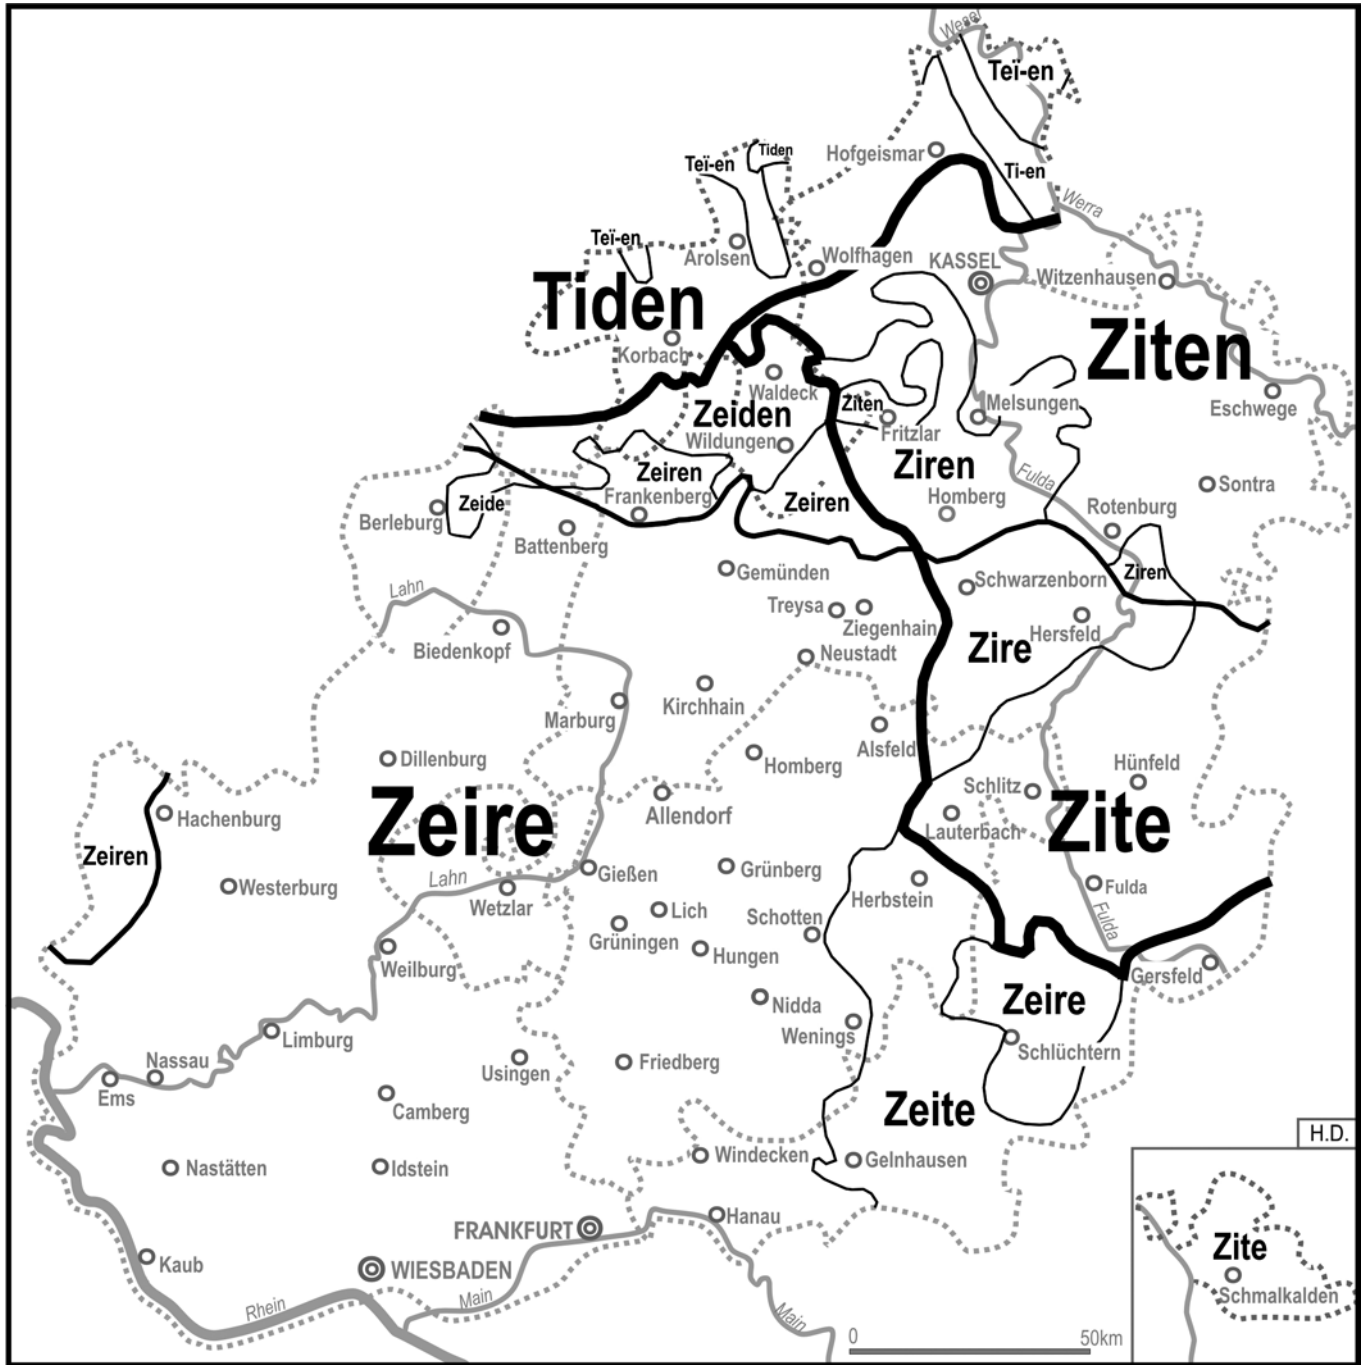 Weser
Teï-en
Hofgeismar
Tiden
Teï-en
Ti-en
Werra
Teï-en
Arolsen
Wolfhagen
KASSEL
Witzenhausen
Tiden
Ziten
Korbach
Waldeck
Eschwege
Zeiden
Ziten
Melsungen
Wildungen
Fritzlar
Zeiren
Ziren
Fulda
Sontra
Frankenberg
Zeide
Zeiren
Homberg
Rotenburg
Berleburg
Battenberg
Gemünden
Schwarzenborn
Ziren
Lahn
Treysa
Ziegenhain
Hersfeld
Biedenkopf
Neustadt
Zire
Kirchhain
Marburg
Alsfeld
Dillenburg
Homberg
Hünfeld
Schlitz
Hachenburg
Zeire
Allendorf
Lauterbach
Zite
Zeiren
Lahn
Gießen
Grünberg
Westerburg
Wetzlar
Herbstein
Fulda
Lich
Schotten
Fulda
Grüningen
Hungen
Weilburg
Gersfeld
Nidda
Zeire
Wenings
Limburg
Schlüchtern
Nassau
Usingen
Friedberg
Ems
Camberg
Zeite
H.D.
Nastätten
Idstein
Windecken
Gelnhausen
Hanau
FRANKFURT
Zite
Kaub
WIESBADEN
Schmalkalden
Rhein
Main
Main
0
50km